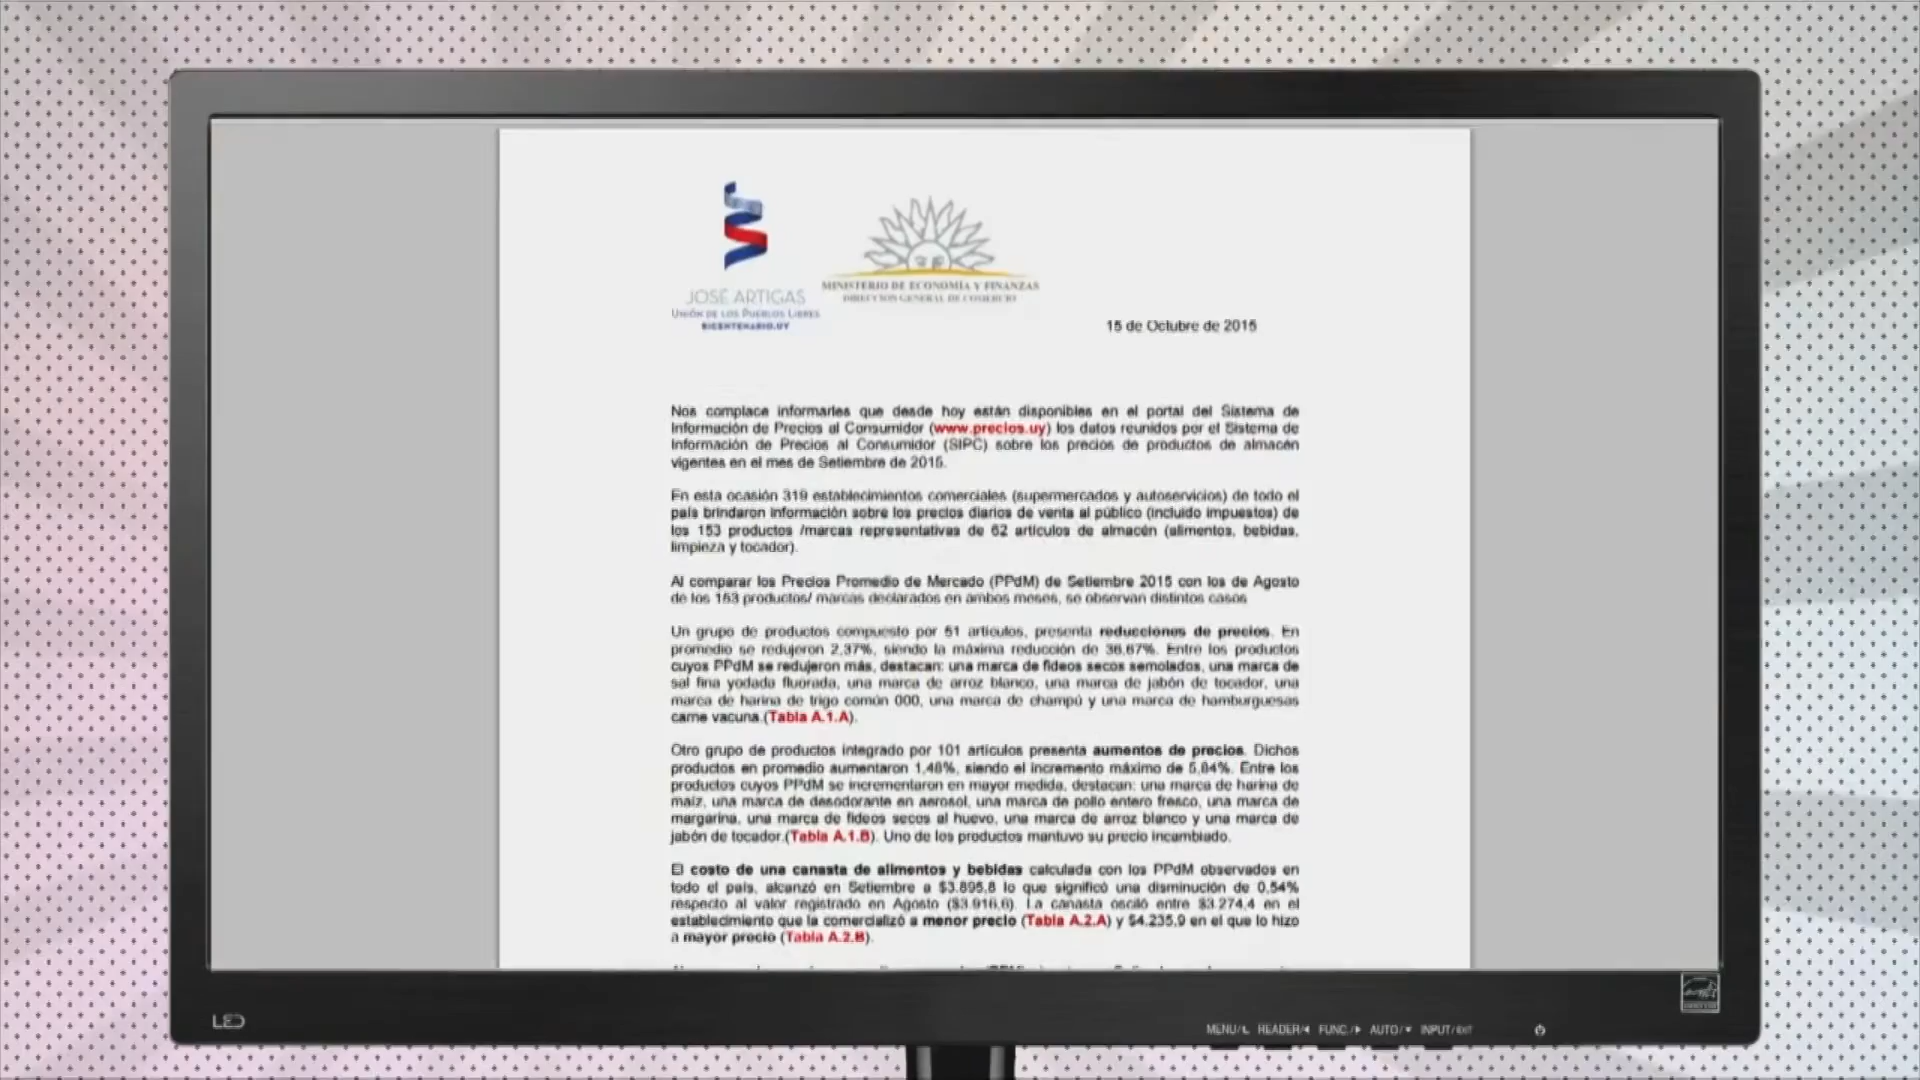 JOSÉ ARTIGAS
UNIÓN DE LOS PUEBLOS LIBRES
BICENTENARIO.UY
MINISTERIO DE ECONOMÍA Y FINANZAS
DIRECCIÓN GENERAL DE COMERCIO
15 de Octubre de 2015
Nos complace informarles que desde hoy están disponibles en el portal del Sistema de
Información de Precios al Consumidor (www.precios.uy) los datos reunidos por el Sistema de
Información de Precios al Consumidor (SIPC) sobre los precios de productos de almacén
vigentes en el mes de Setiembre de 2015.
En esta ocasión 319 establecimientos comerciales (supermercados y autoservicios) de todo el
país brindaron información sobre los precios diarios de venta al público (incluido impuestos) de
los 153 productos /marcas representativas de 62 artículos de almacén (alimentos, bebidas,
limpieza y tocador).
Al comparar los Precios Promedio de Mercado (PPdM) de Setiembre 2015 con los de Agosto
de los 153 productos/ marcas declarados en ambos meses, se observan distintos casos
Un grupo de productos compuesto por 51 artículos, presenta reducciones de precios. En
promedio se redujeron 2,37%, siendo la máxima reducción de 36,67%. Entre los productos
cuyos PPdM se redujeron más, destacan: una marca de fideos secos semolados, una marca de
sal fina yodada fluorada, una marca de arroz blanco, una marca de jabón de tocador, una
marca de harina de trigo común 000, una marca de champú y una marca de hamburguesas
carne vacuna.(Tabla A.1.A).
Otro grupo de productos integrado por 101 artículos presenta aumentos de precios. Dichos
productos en promedio aumentaron 1,48%, siendo el incremento máximo de 5,84%. Entre los
productos cuyos PPdM se incrementaron en mayor medida, destacan: una marca de harina de
maíz, una marca de desodorante en aerosol, una marca de pollo entero fresco, una marca de
margarina, una marca de fideos secos al huevo, una marca de arroz blanco y una marca de
jabón de tocador.(Tabla A.1.B). Uno de los productos mantuvo su precio incambiado.
El costo de una canasta de alimentos y bebidas calculada con los PPdM observados en
todo el país, alcanzó en Setiembre a $3.895,8 lo que significó una disminución de 0,54%
respecto al valor registrado en Agosto ($3.916,6). La canasta osciló entre $3.274,4 en el
establecimiento que la comercializó a menor precio (Tabla A.2.A) y $4.235,9 en el que lo hizo
a mayor precio (Tabla A.2.B).
LED
MENU/ READER/ FUNC./ AUTO/ INPUT/EXIT